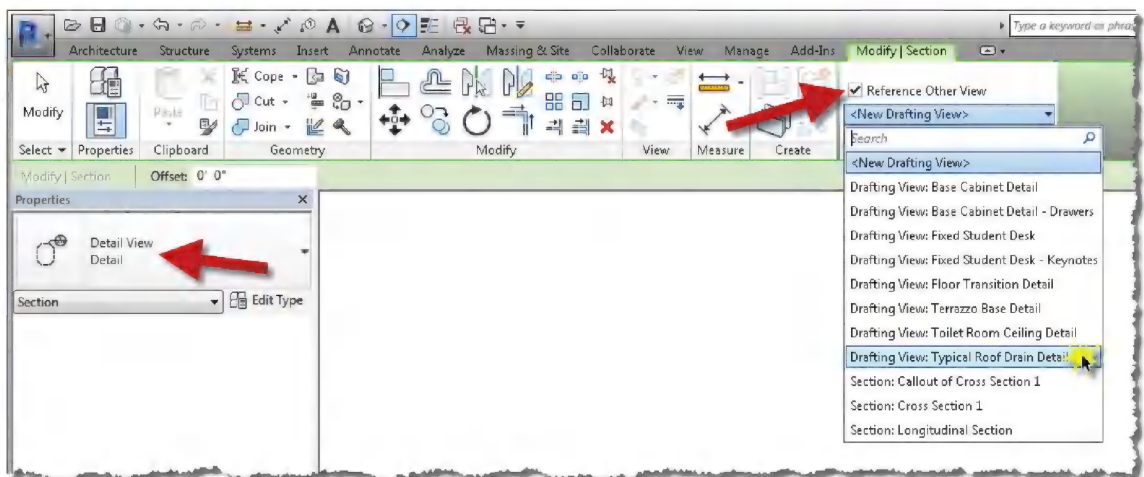 Type a keyword or phras
Architecture Structure Systems Insert Annotate Analyze Massing & Site Collaborate View Manage Add-Ins Modify | Section
Modify
Paste
Cope
Cut
Join
Reference Other View
<New Drafting View>
Select Properties Clipboard Geometry Modify View Measure Create
Search
<New Drafting View>
Drafting View: Base Cabinet Detail
Drafting View: Base Cabinet Detail - Drawers
Drafting View: Fixed Student Desk
Drafting View: Fixed Student Desk - Keynotes
Drafting View: Floor Transition Detail
Drafting View: Terrazzo Base Detail
Drafting View: Toilet Room Ceiling Detail
Drafting View: Typical Roof Drain Detail
Section: Callout of Cross Section 1
Section: Cross Section 1
Section: Longitudinal Section
Modify | Section Offset: 0' 0"
Properties
Detail View
Detail
Section Edit Type